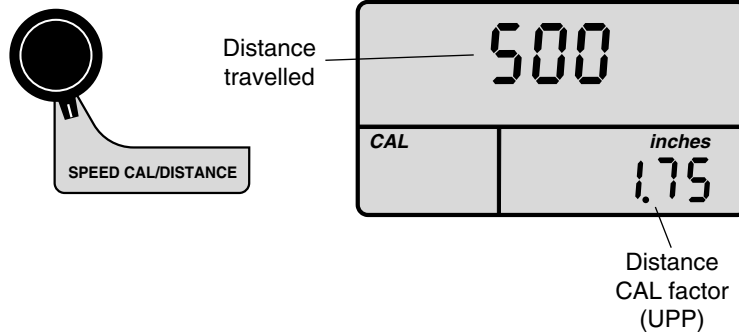 Distance
travelled
500
CAL
inches
1.75
SPEED CAL/DISTANCE
Distance
CAL factor
(UPP)